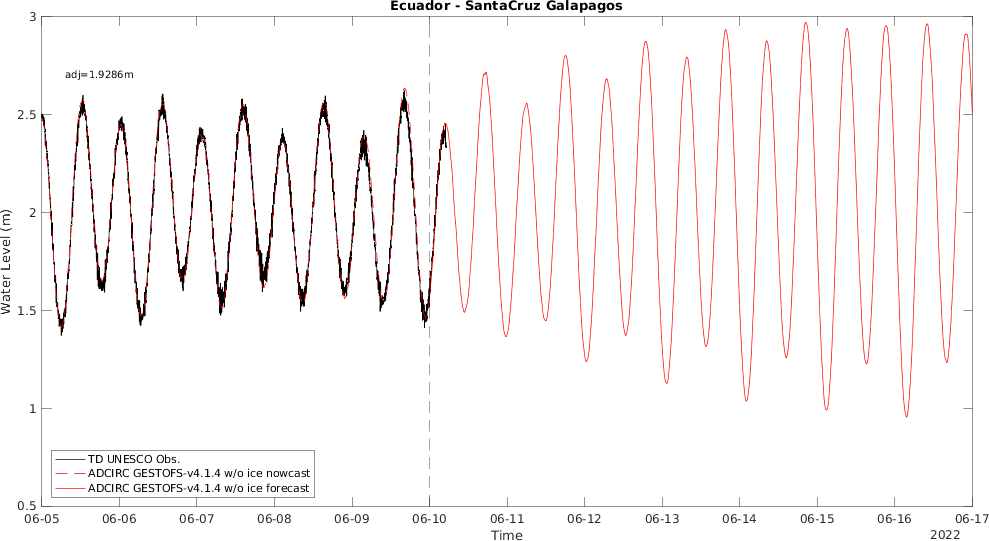 Ecuador - SantaCruz Galapagos
adj=1.9286m
Water Level (m)
3
2.5
2
1.5
1
0.5
TD UNESCO Obs.
ADCIRC GESTOFS-v4.1.4 w/o ice nowcast
ADCIRC GESTOFS-v4.1.4 w/o ice forecast
06-05 06-06 06-07 06-08 06-09 06-10 06-11 06-12 06-13 06-14 06-15 06-16 06-17
Time
2022